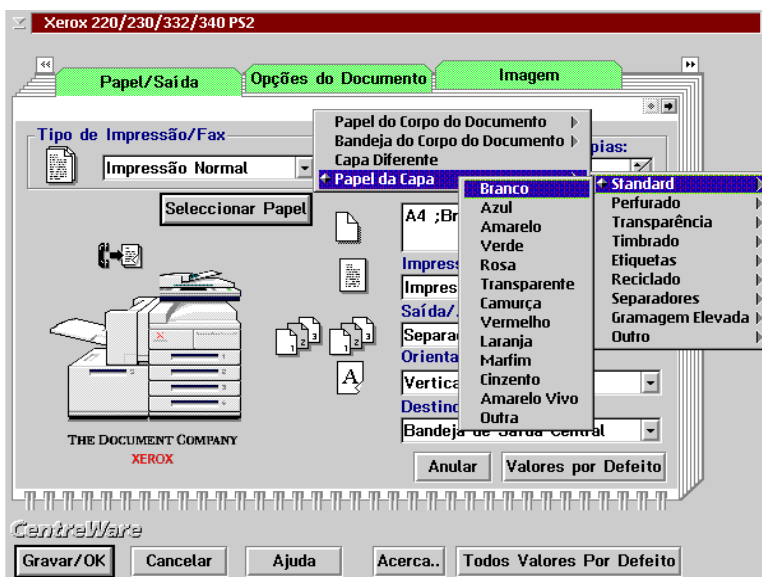 Xerox 220/230/332/340 PS2
Papel/Saída
Opções do Documento
Imagem
Tipo de Impressão/Fax
Impressão Normal
Papel do Corpo do Documento
Bandeja do Corpo do Documento
Capa Diferente
Papel da Capa
pias:
Standard
Perfurado
Transparência
Timbrado
Etiquetas
Reciclado
Separadores
Gramagem Elevada
Outro
Branco
Azul
Amarelo
Verde
Rosa
Transparente
Camurça
Vermelho
Laranja
Marfim
Cinzento
Amarelo Vivo
Outra
Seleccionar Papel
A4 ;Br
Impress
Impres
Saída/.
Separa
Orienta
Vertica
Destino
Bandeja de Saída Central
THE DOCUMENT COMPANY
XEROX
Anular
Valores por Defeito
CentreWare
Gravar/OK
Cancelar
Ajuda
Acerca..
Todos Valores Por Defeito